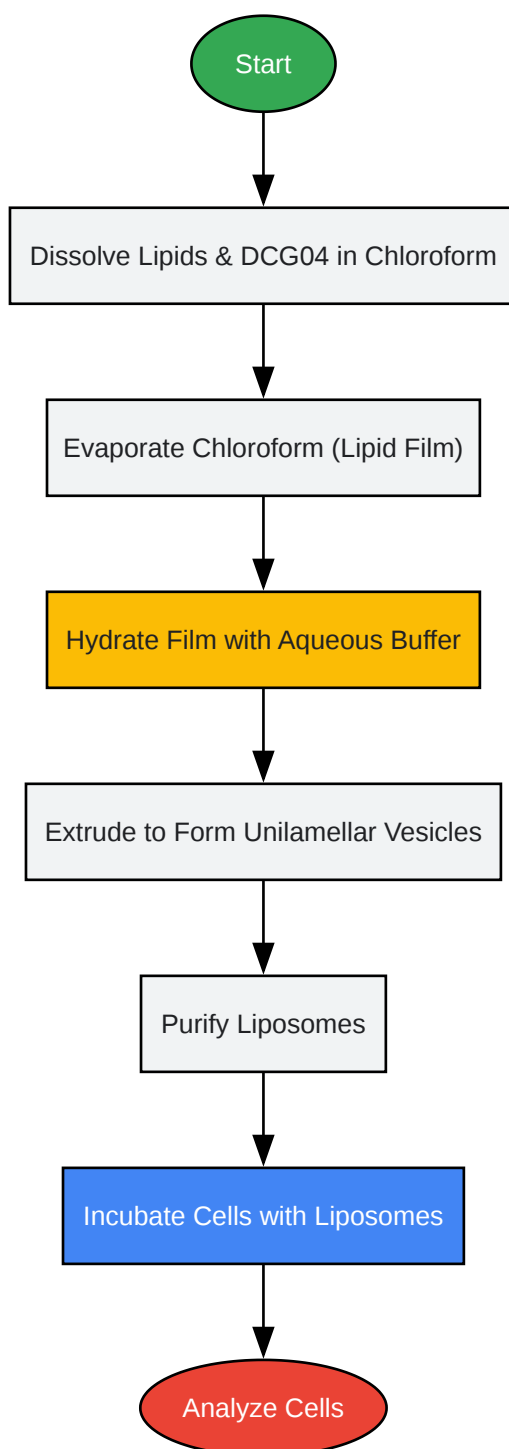 Start
Dissolve Lipids & DCG04 in Chloroform
Evaporate Chloroform (Lipid Film)
Hydrate Film with Aqueous Buffer
Extrude to Form Unilamellar Vesicles
Purify Liposomes
Incubate Cells with Liposomes
Analyze Cells